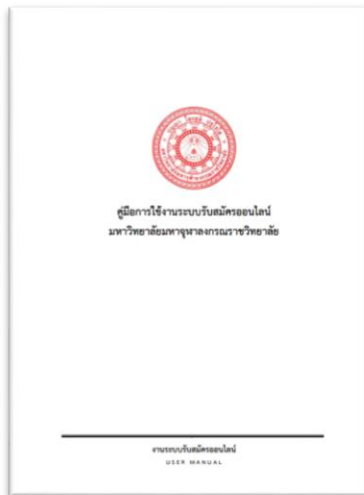 คู่มือการใช้งานระบบรับสมัครออนไลน์
มหาวิทยาลัยมหาจุฬาลงกรณราชวิทยาลัย
งานระบบรับสมัครออนไลน์
USER MANUAL